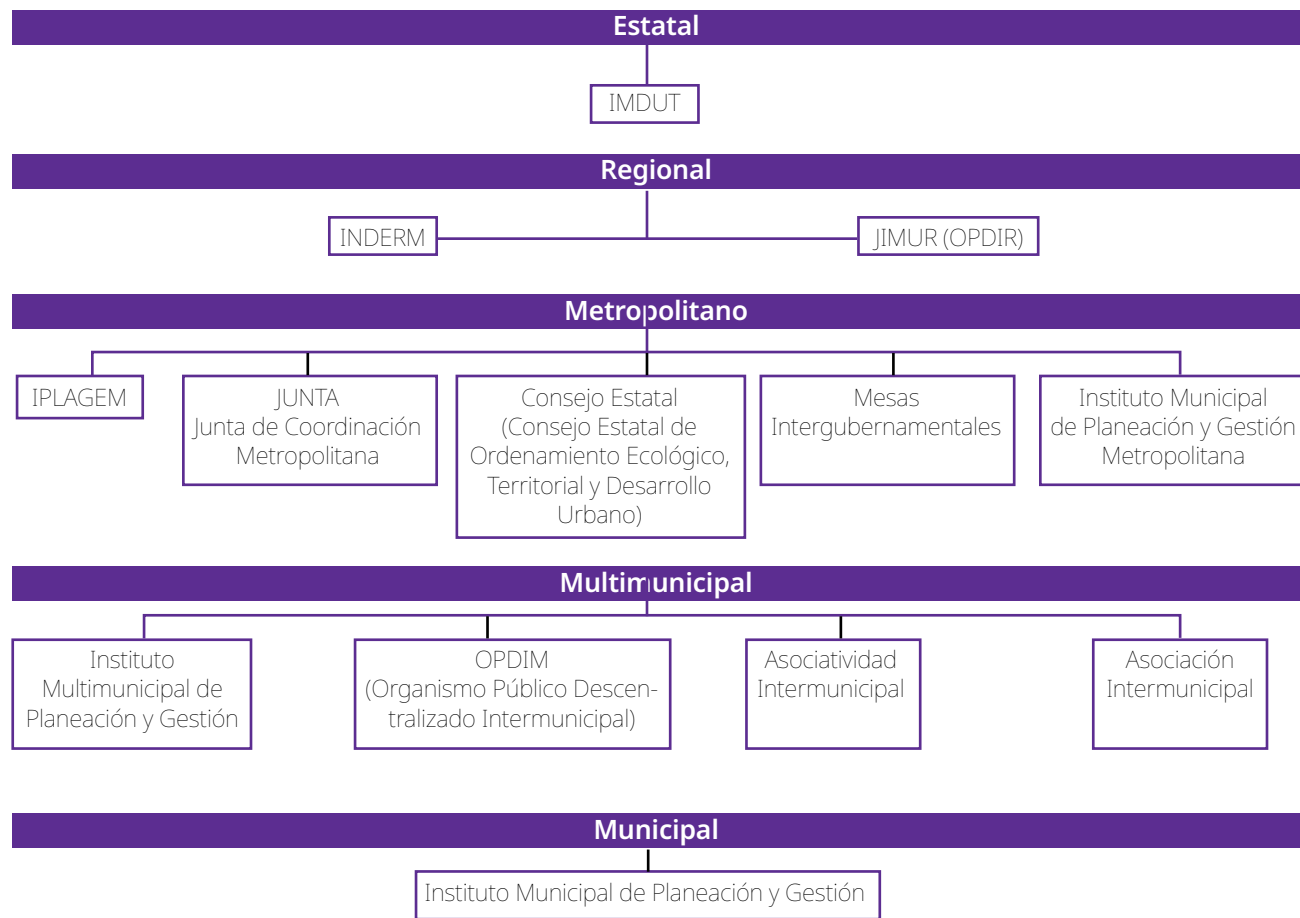 Estatal
IMDUT
Regional
INDERM
JIMUR (OPDIR)
Metropolitano
IPLAGEM
JUNTA
Junta de Coordinación
Metropolitana
Consejo Estatal
(Consejo Estatal de
Ordenamiento Ecológico,
Territorial y Desarrollo
Urbano)
Mesas
Intergubernamentales
Instituto Municipal
de Planeación y Gestión
Metropolitana
Multimunicipal
Instituto
Multimunicipal de
Planeación y Gestión
OPDIM
(Organismo Público Descen-
tralizado Intermunicipal)
Asociatividad
Intermunicipal
Asociación
Intermunicipal
Municipal
Instituto Municipal de Planeación y Gestión